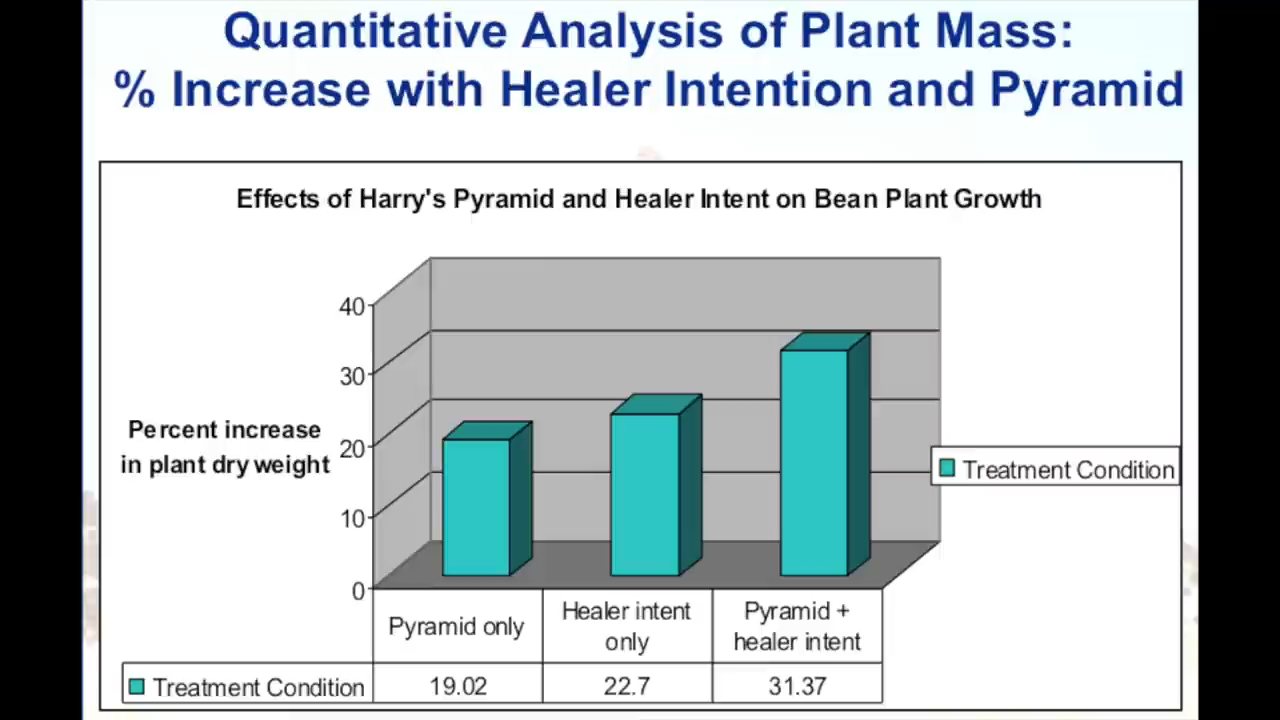 Quantitative Analysis of Plant Mass:
% Increase with Healer Intention and Pyramid
Effects of Harry's Pyramid and Healer Intent on Bean Plant Growth
40
30
20
10
0
Percent increase
in plant dry weight
Treatment Condition
Pyramid only
Healer intent
only
Pyramid +
healer intent
Treatment Condition 19.02 22.7 31.37